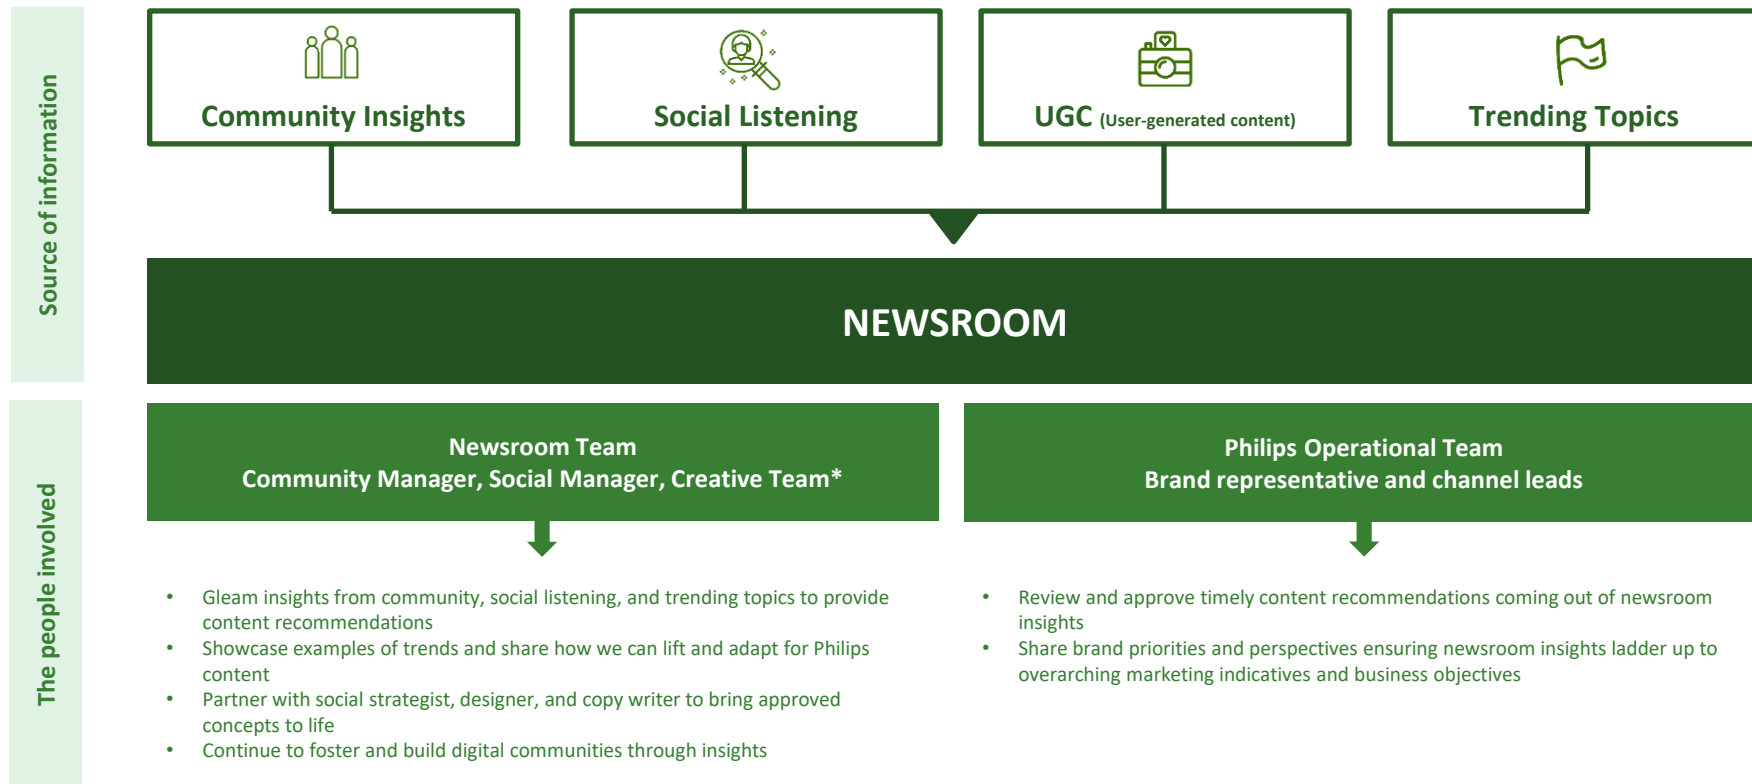 Source of information
Community Insights
Social Listening
UGC (User-generated content)
Trending Topics
NEWSROOM
The people involved
Newsroom Team
Community Manager, Social Manager, Creative Team*
• Gleam insights from community, social listening, and trending topics to provide
content recommendations
• Showcase examples of trends and share how we can lift and adapt for Philips
content
• Partner with social strategist, designer, and copy writer to bring approved
concepts to life
• Continue to foster and build digital communities through insights
Philips Operational Team
Brand representative and channel leads
• Review and approve timely content recommendations coming out of newsroom
insights
• Share brand priorities and perspectives ensuring newsroom insights ladder up to
overarching marketing indicatives and business objectives